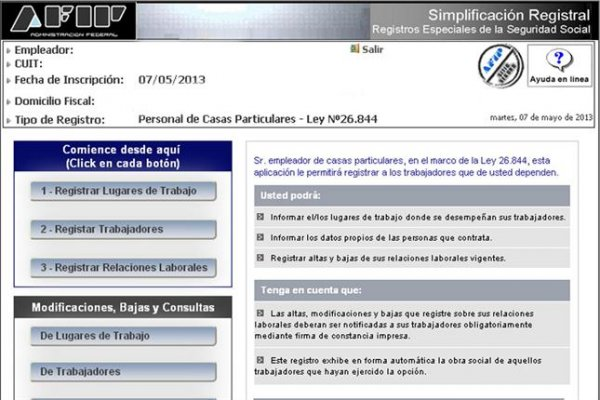 AFIP
ADMINISTRACION FEDERAL
Simplificación Registral
Registros Especiales de la Seguridad Social
Empleador:
Salir
CUIT:
Fecha de Inscripción: 07/05/2013
Ayuda en línea
Domicilio Fiscal:
Tipo de Registro: Personal de Casas Particulares - Ley Nº26.844
martes, 07 de mayo de 2013
Comience desde aquí
(Click en cada botón)
1 - Registrar Lugares de Trabajo
2 - Registar Trabajadores
3 - Registrar Relaciones Laborales
Modificaciones, Bajas y Consultas
De Lugares de Trabajo
De Trabajadores
Sr. empleador de casas particulares, en el marco de la Ley 26.844, esta
aplicación le permitirá registrar a los trabajadores que de usted dependen.
Usted podrá:
Informar el/los lugares de trabajo donde se desempeñan sus trabajadores.
Informar los datos propios de las personas que contrata.
Registrar altas y bajas de sus relaciones laborales vigentes.
Tenga en cuenta que:
Las altas, modificaciones y bajas que registre sobre sus relaciones
laborales deberan ser notificadas a sus trabajadores obligatoriamente
mediante firma de constancia impresa.
Este registro exhibe en forma automática la obra social de aquellos
trabajadores que hayan ejercido la opción.